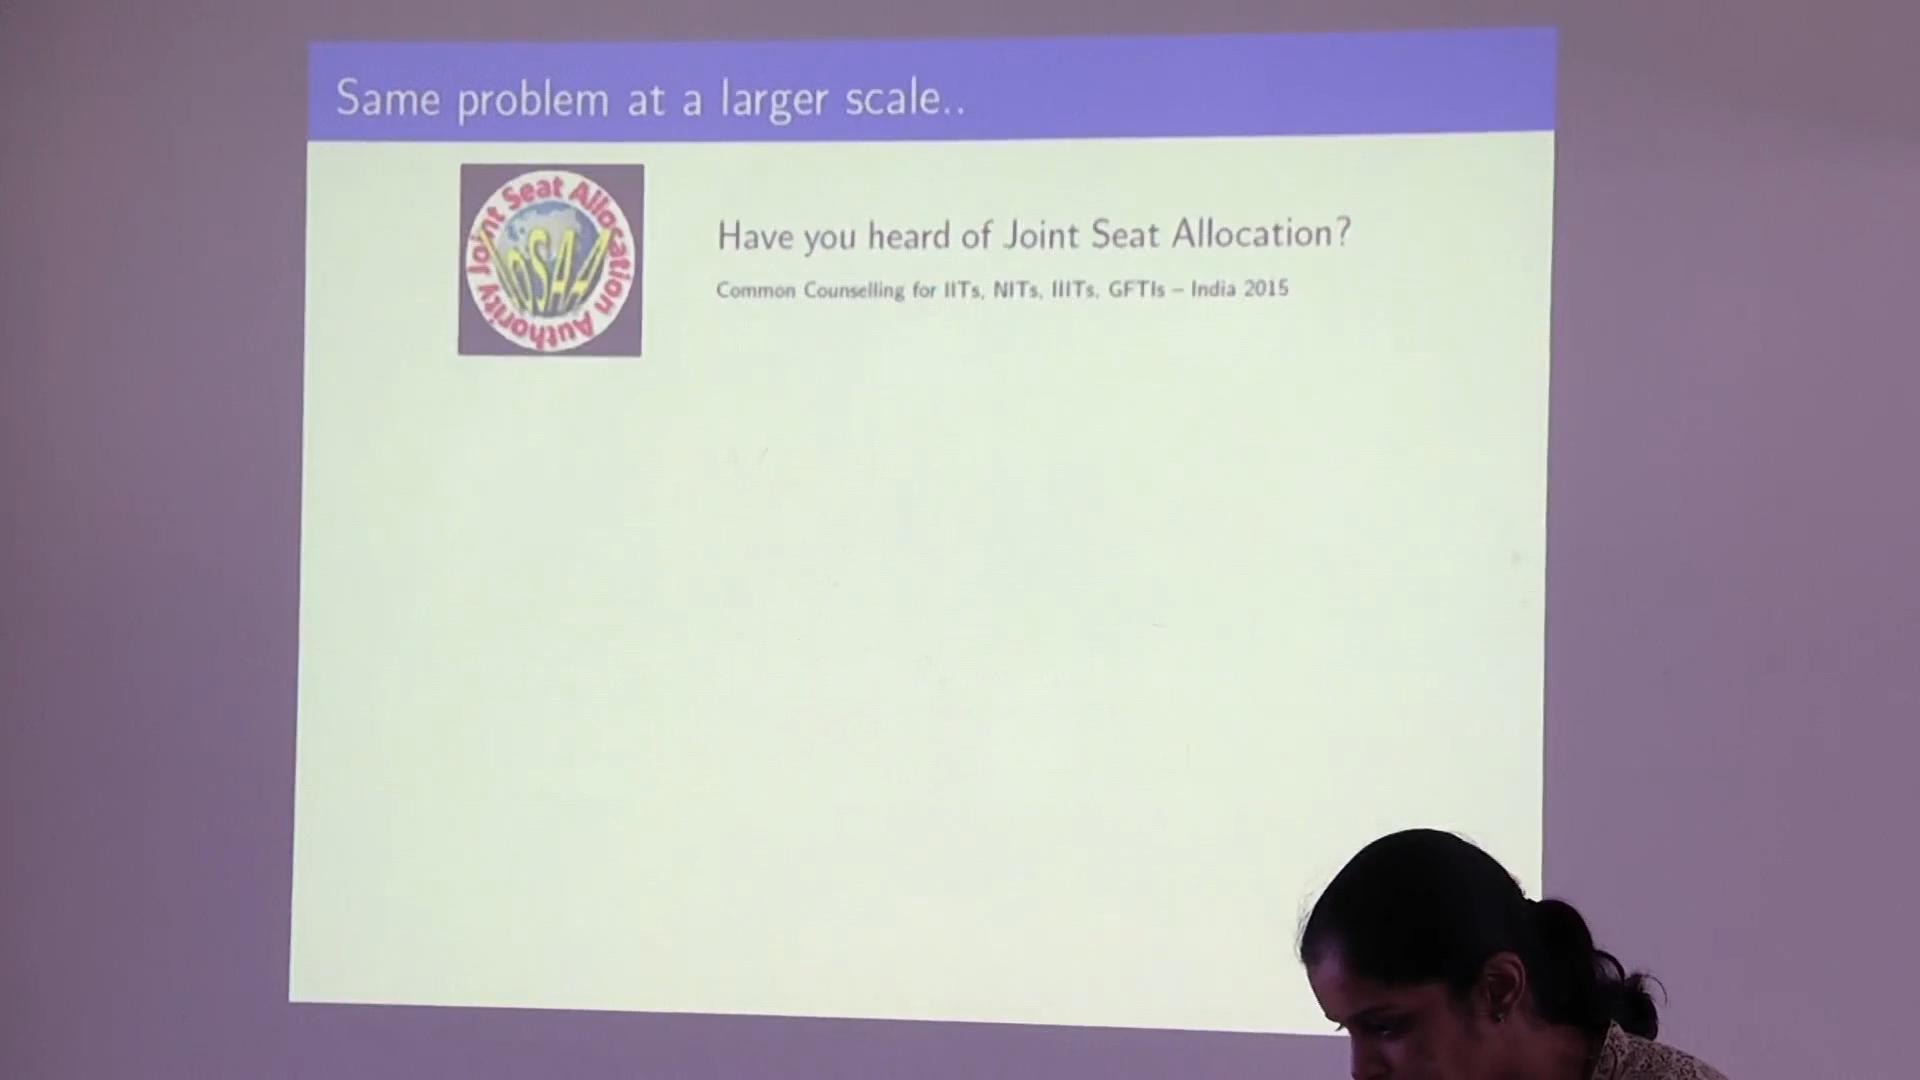 Same problem at a larger scale..
Joint Seat Allocation Authority
JOSAA
Have you heard of Joint Seat Allocation?
Common Counselling for IITs, NITs, IIITs, GFTIs – India 2015